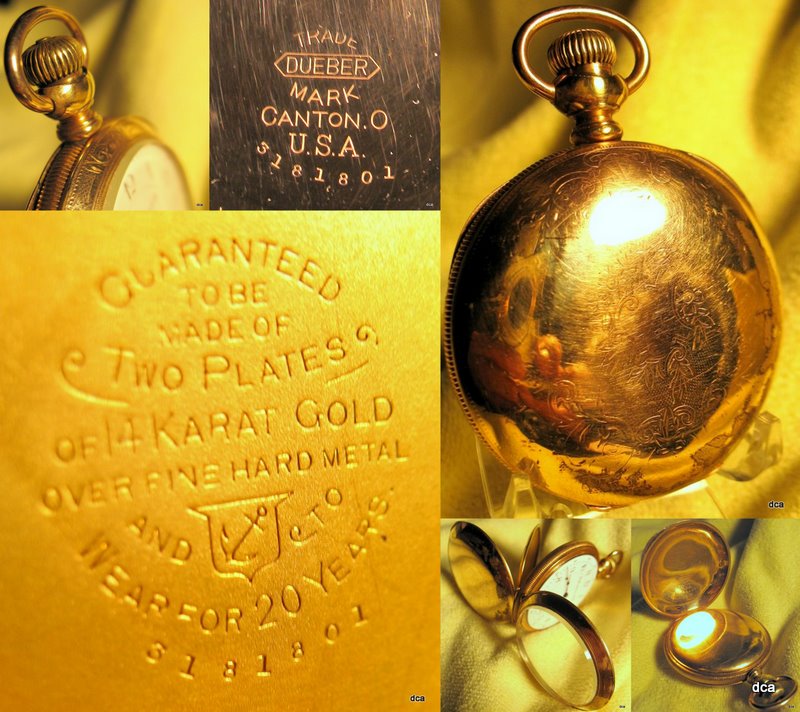 TRADE
DUEBER
MARK
CANTON.O
U.S.A.
5181801
GUARANTEED
TO BE
MADE OF
TWO PLATES
OF 14 KARAT GOLD
OVER FINE HARD METAL
AND TO
WEAR FOR 20 YEARS.
5181801
dca
dca
dca